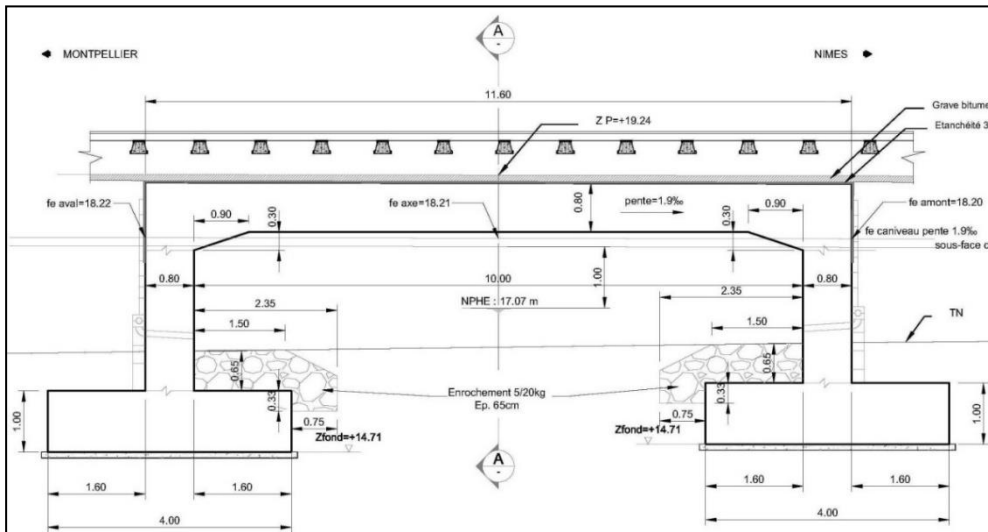 A
-
MONTPELLIER
NIMES
11.60
Grave bitume
Z P=+19.24
Etanchéité 3
fe aval=18.22
0.90
0.30
fe axe=18.21
0.80
pente=1.9‰
0.90
0.30
fe amont=18.20
fe caniveau pente 1.9‰
sous-face d
0.80
10.00
0.80
1.00
2.35
NPHE : 17.07 m
2.35
1.50
1.50
TN
0.65
0.65
Enrochement 5/20kg
Ep. 65cm
0.33
0.33
1.00
0.75
0.75
1.00
Zfond=+14.71
Zfond=+14.71
A
-
1.60
1.60
1.60
1.60
4.00
4.00